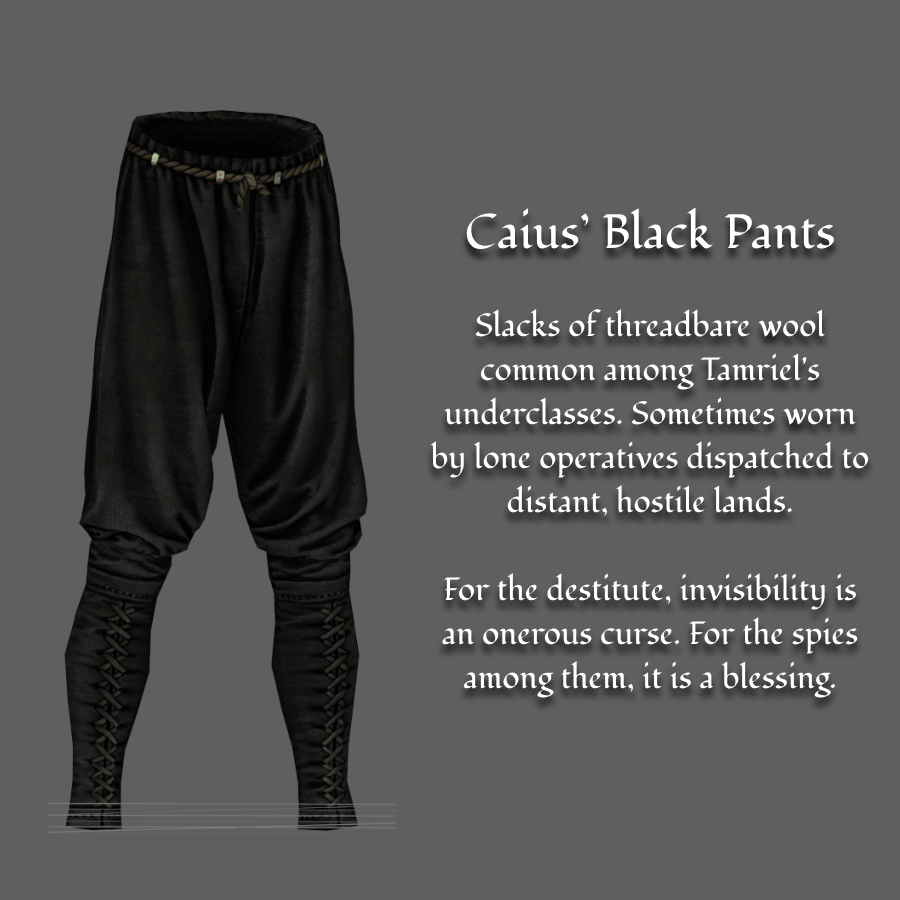 Caius’ Black Pants
Slacks of threadbare wool
common among Tamriel's
underclasses. Sometimes worn
by lone operatives dispatched to
distant, hostile lands.
For the destitute, invisibility is
an onerous curse. For the spies
among them, it is a blessing.